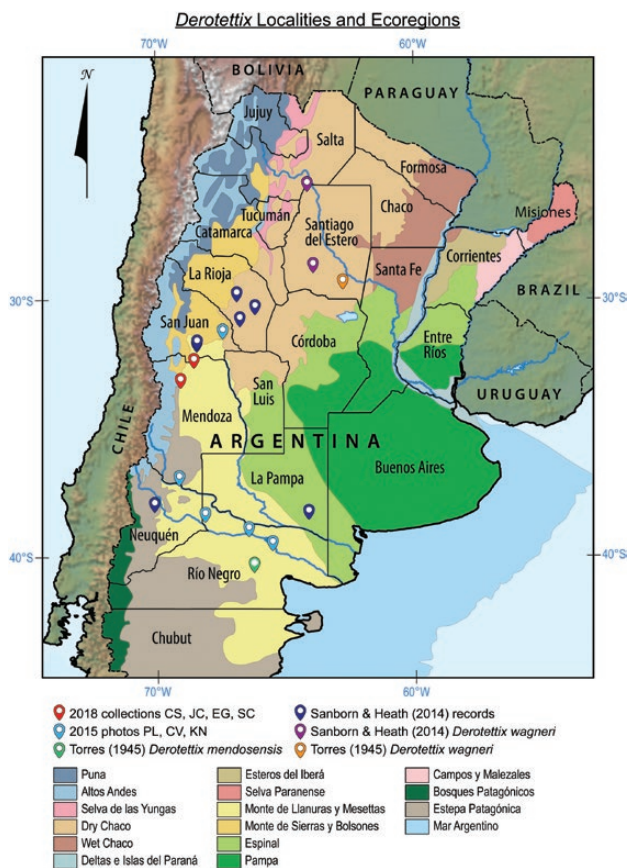 Derotettix Localities and Ecoregions
70°W
60°W
N
BOLIVIA
PARAGUAY
Jujuy
Salta
Formosa
Chaco
Misiones
Tucumán
Catamarca
Santiago
del Estero
Corrientes
Santa Fe
La Rioja
30°S
30°S
BRAZIL
San Juan
Córdoba
Entre
Ríos
San
Luis
URUGUAY
Mendoza
CHILE
ARGENTINA
La Pampa
Buenos Aires
Neuquén
40°S
40°S
Río Negro
Chubut
70°W
60°W
2018 collections CS, JC, EG, SC
2015 photos PL, CV, KN
Torres (1945) Derotettix mendosensis
Sanborn & Heath (2014) records
Sanborn & Heath (2014) Derotettix wagneri
Torres (1945) Derotettix wagneri
Puna
Altos Andes
Selva de las Yungas
Dry Chaco
Wet Chaco
Deltas e Islas del Paraná
Esteros del Iberá
Selva Paranense
Monte de Llanuras y Mesettas
Monte de Sierras y Bolsones
Espinal
Pampa
Campos y Malezales
Bosques Patagónicos
Estepa Patagónica
Mar Argentino